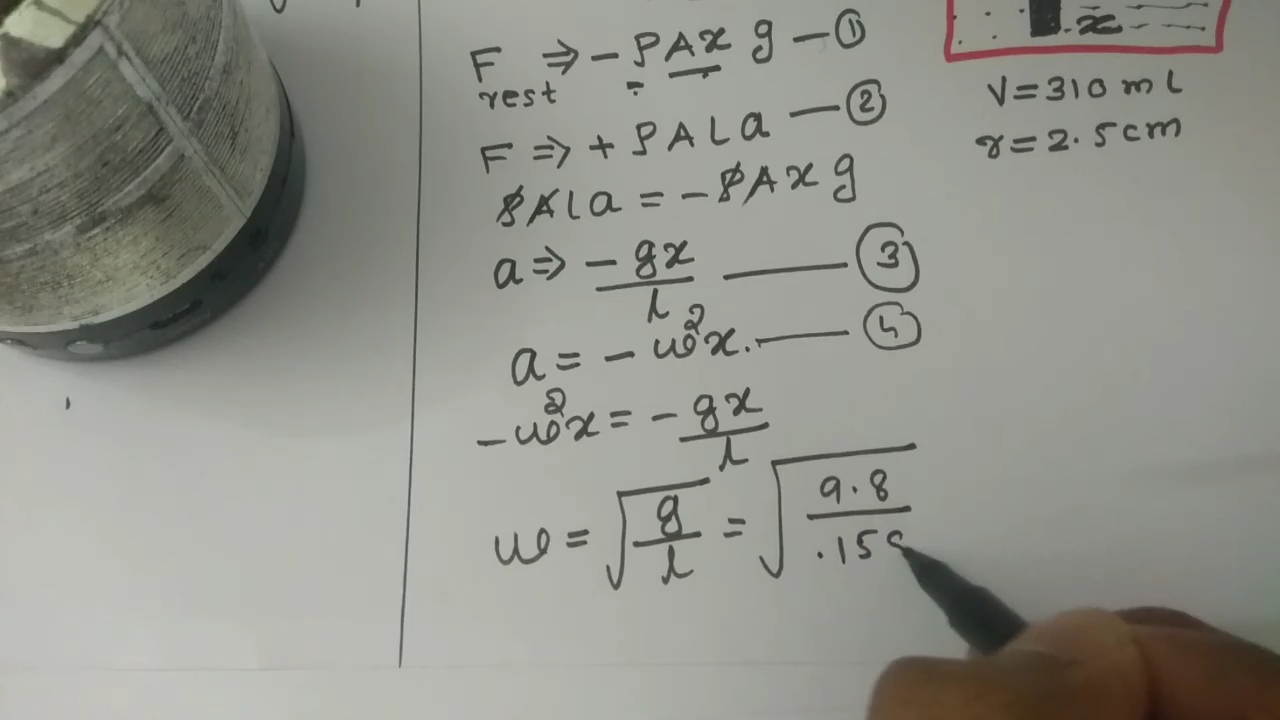 F ⇒ - ρAx g — ①
rest
F ⇒ + ρALa — ②
ρALa = - ρAxg
a ⇒ - gx/L — ③
a = - ω²x. — ④
- ω²x = - gx/L
ω = √(g/L) = √(9.8/.15
x
V = 310 mL
r = 2.5 cm